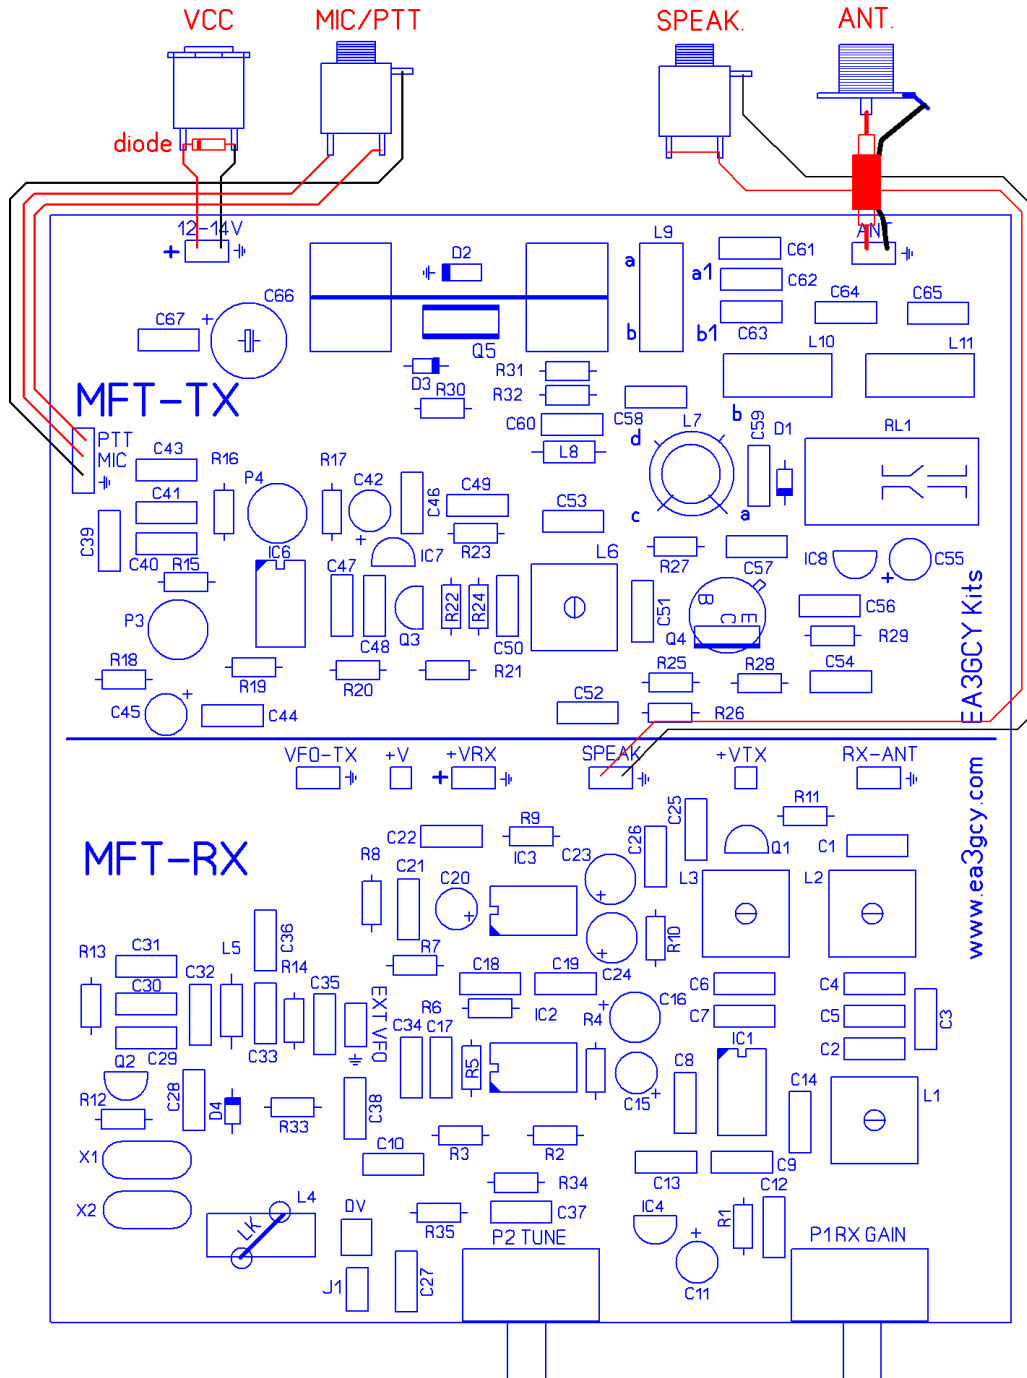 VCC
MIC/PTT
SPEAK.
ANT.
diode
12-14V
+
ANT
L9
C61
D2
a
a1
C62
C66
+
C67
Q5
b
b1
C63
C64
C65
D3
R31
L10
L11
R30
R32
C58
MFT-TX
C60
L7
b
C59
D1
RL1
PTT
MIC
C43
R16
P4
R17
C42
C46
C49
L8
d
C41
C53
c
a
C39
R23
C40
R15
IC6
+
IC7
L6
R27
C57
IC8
+
C55
C47
C48
Q3
R22
R24
C50
C51
B
C
E
Q4
C56
R29
P3
R18
R19
R20
R21
R25
R28
C54
EA3GCY Kits
C45
+
C44
C52
R26
VFO-TX
+V
+VRX
+
SPEAK
+VTX
RX-ANT
www.ea3gcy.com
R9
C22
IC3
C23
C26
C25
R11
Q1
C1
MFT-RX
R8
C21
C20
+
+
L3
L2
R13
C31
L5
C36
R14
R7
+
C24
R10
C30
C32
C35
EXT VFO
C18
C19
C16
C6
C4
R6
IC2
R4
+
C7
C5
C3
C29
C33
C34
C17
R5
IC1
C2
Q2
C28
D4
C38
C15
+
C8
C14
L1
R12
R33
R3
R2
X1
C10
C13
C9
R34
C12
X2
L4
LK
DV
R35
C37
IC4
R1
P2 TUNE
+
P1 RX GAIN
J1
C27
C11